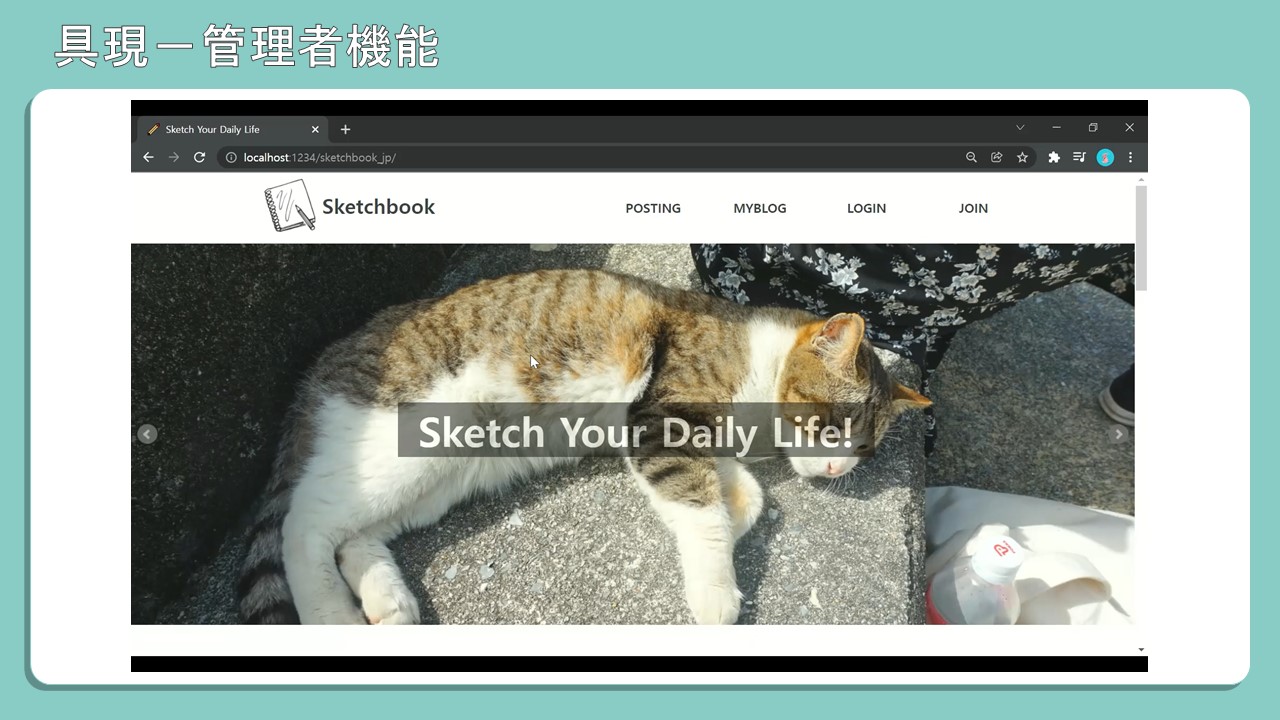 具現ー管理者機能
Sketch Your Daily Life
localhost:1234/sketchbook_jp/
Sketchbook
POSTING
MYBLOG
LOGIN
JOIN
Sketch Your Daily Life!